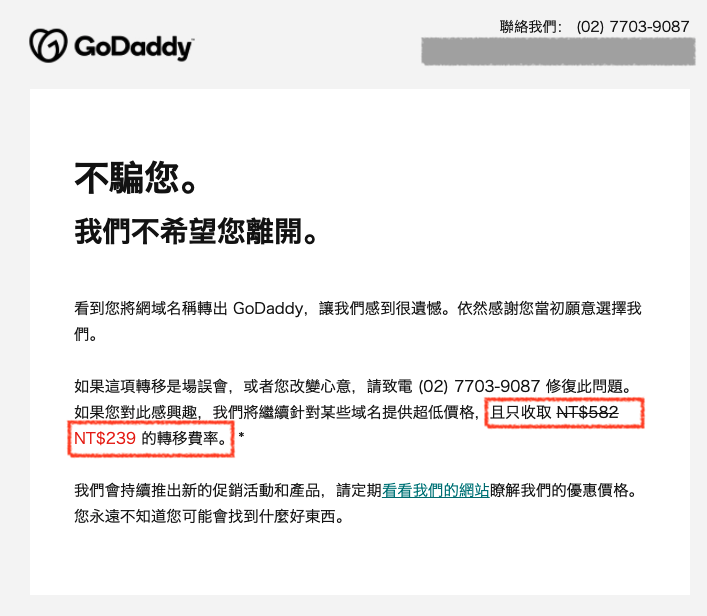 GoDaddy
聯絡我們: (02) 7703-9087
不騙您。
我們不希望您離開。
看到您將網域名稱轉出 GoDaddy，讓我們感到很遺憾。依然感謝您當初願意選擇我
們。
如果這項轉移是場誤會，或者您改變心意，請致電 (02) 7703-9087 修復此問題。
如果您對此感興趣，我們將繼續針對某些域名提供超低價格，且只收取 NT$582
NT$239 的轉移費率。*
我們會持續推出新的促銷活動和產品，請定期看看我們的網站瞭解我們的優惠價格。
您永遠不知道您可能會找到什麼好東西。